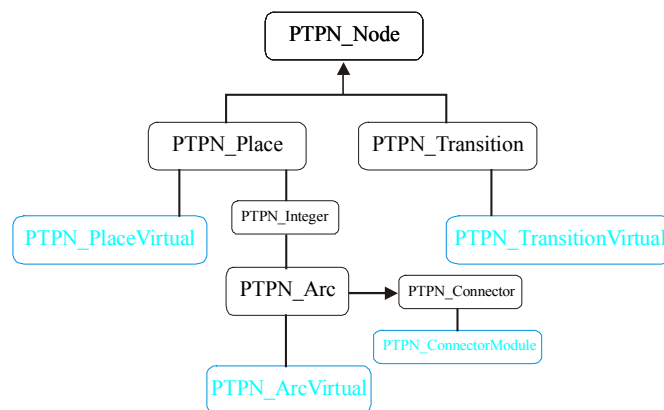 PTPN_Node
PTPN_Place
PTPN_Transition
PTPN_Integer
PTPN_PlaceVirtual
PTPN_TransitionVirtual
PTPN_Arc
PTPN_Connector
PTPN_ConnectorModule
PTPN_ArcVirtual